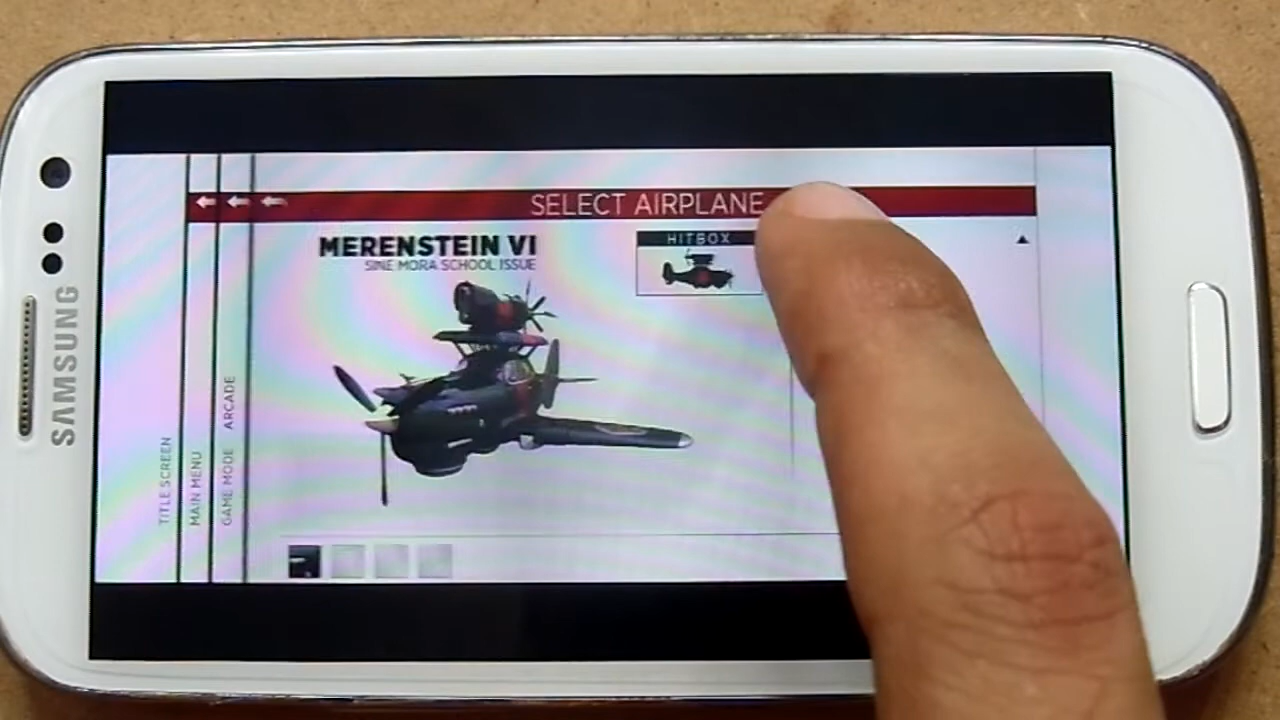 SAMSUNG
SELECT AIRPLANE
MERENSTEIN VI
SINE MORA SCHOOL ISSUE
HITBOX
TITLE SCREEN
MAIN MENU
GAME MODE ARCADE